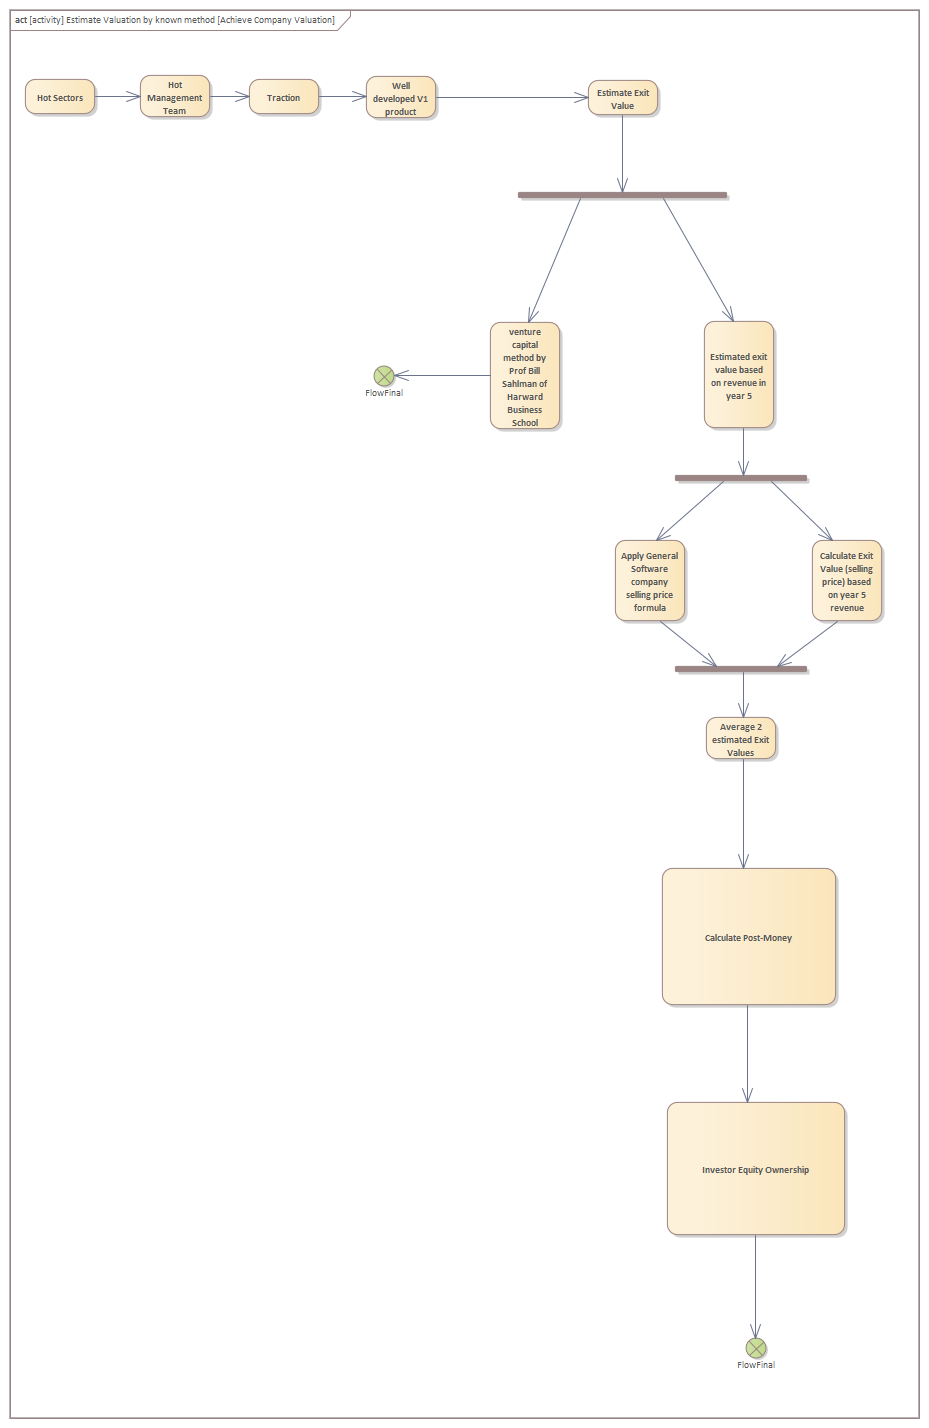 act [activity] Estimate Valuation by known method [Achieve Company Valuation]
Hot Sectors
Hot
Management
Team
Traction
Well
developed V1
product
Estimate Exit
Value
venture
capital
method by
Prof Bill
Sahlman of
Harward
Business
School
FlowFinal
Estimated exit
value based
on revenue in
year 5
Apply General
Software
company
selling price
formula
Calculate Exit
Value (selling
price) based
on year 5
revenue
Average 2
estimated Exit
Values
Calculate Post-Money
Investor Equity Ownership
FlowFinal